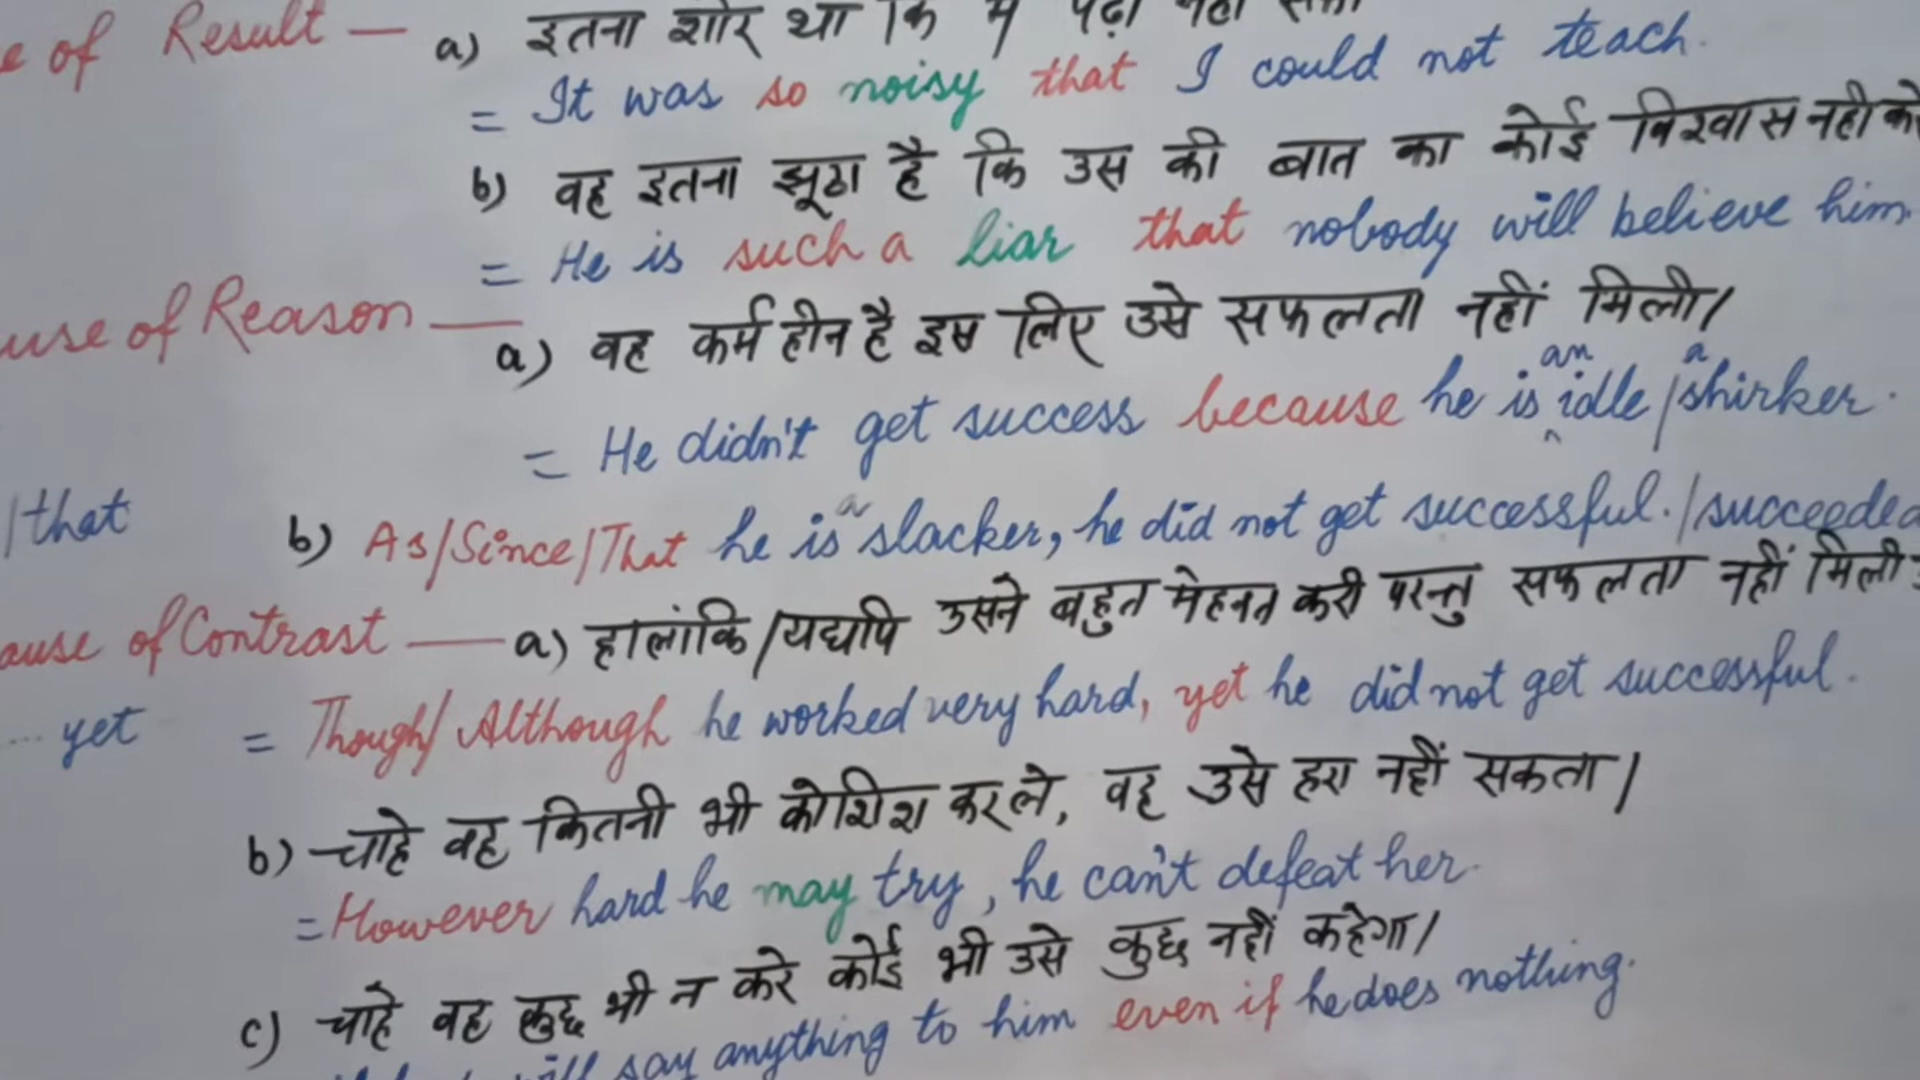 of Result — a) इतना शोर था कि मैं पढ़ा नहीं
= It was so noisy that I could not teach.
b) वह इतना झूठा है कि उस की बात का कोई विश्वास नही
= He is such a liar that nobody will believe him.
of Reason — a) वह कर्महीन है इस लिए उसे सफलता नहीं मिली।
= He didn't get success because he is an idle / a shirker.
/that
b) As/Since/That he is a slacker, he did not get successful. / succeeded
of Contrast — a) हालांकि/यद्यपि उसने बहुत मेहनत करी परन्तु सफलता नहीं मिली
... yet = Though/ Although he worked very hard, yet he did not get successful.
b) चाहे वह कितनी भी कोशिश करले, वह उसे हरा नहीं सकता।
= However hard he may try, he can't defeat her.
c) चाहे वह कुछ भी न करे कोई भी उसे कुछ नहीं कहेगा।
will say anything to him even if he does nothing.